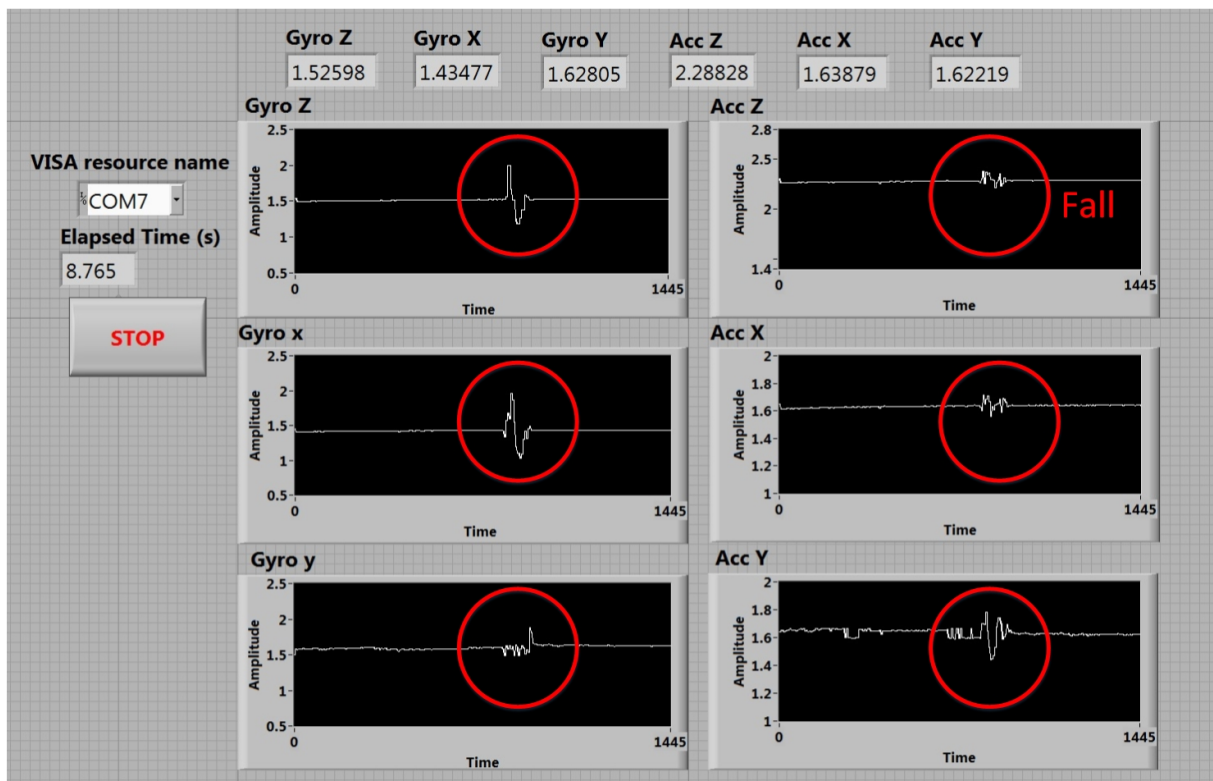 Gyro Z Gyro X Gyro Y Acc Z Acc X Acc Y
1.52598 1.43477 1.62805 2.28828 1.63879 1.62219
VISA resource name
COM7
Elapsed Time (s)
8.765
STOP
Gyro Z
Amplitude
2.5
2
1.5
1
0.5
0 1445
Time
Acc Z
Amplitude
2.8
2.5
2
1.4
0 1445
Time
Fall
Gyro x
Amplitude
2.5
2
1.5
1
0.5
0 1445
Time
Acc X
Amplitude
2
1.8
1.6
1.4
1.2
1
0 1445
Time
Gyro y
Amplitude
2.5
2
1.5
1
0.5
0 1445
Time
Acc Y
Amplitude
2
1.8
1.6
1.4
1.2
1
0 1445
Time